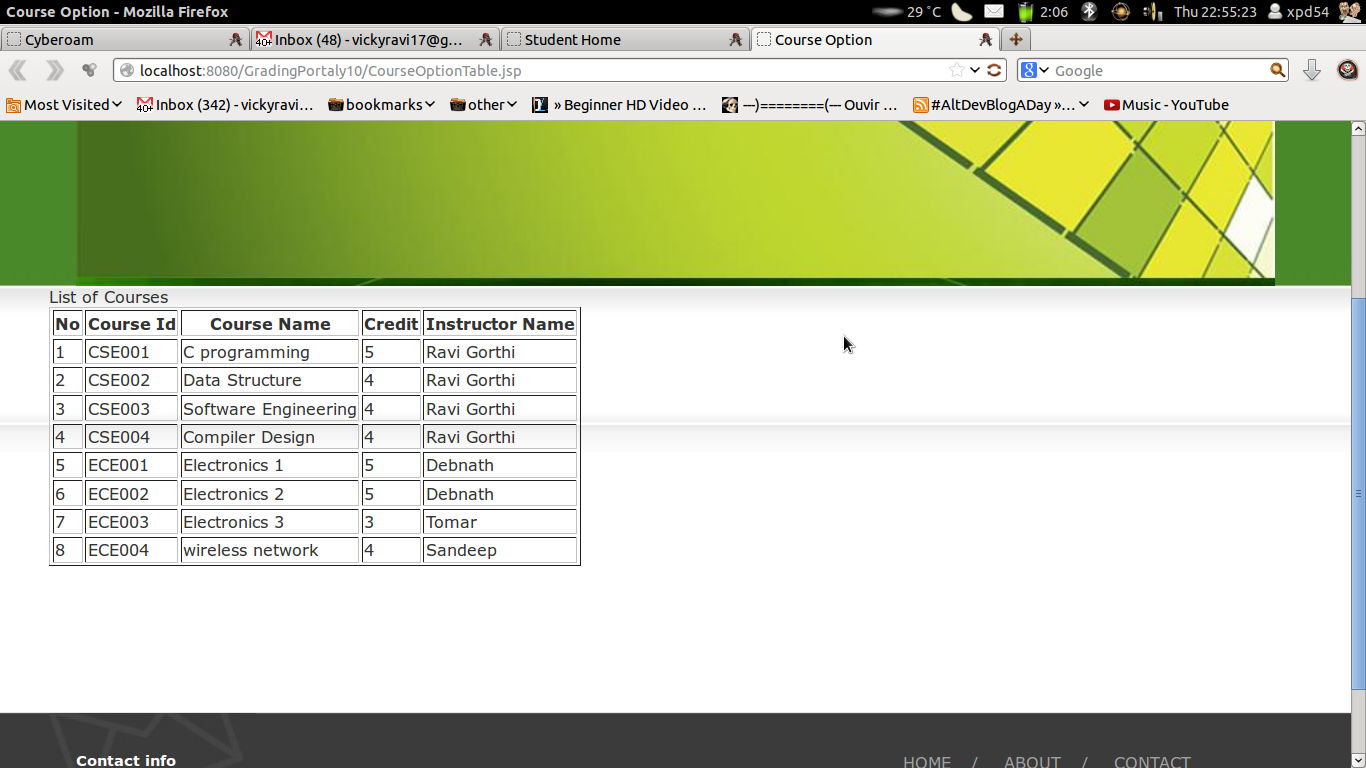 Course Option - Mozilla Firefox 29 °C 2:06 Thu 22:55:23 xpd54
Cyberoam 40+ Inbox (48) - vickyravi17@g... Student Home Course Option
localhost:8080/GradingPortaly10/CourseOptionTable.jsp Google
Most Visited 40+ Inbox (342) - vickyravi... bookmarks other » Beginner HD Video ... ---)========(--- Ouvir ... #AltDevBlogADay »... Music - YouTube
List of Courses
No Course Id Course Name Credit Instructor Name
1 CSE001 C programming 5 Ravi Gorthi
2 CSE002 Data Structure 4 Ravi Gorthi
3 CSE003 Software Engineering 4 Ravi Gorthi
4 CSE004 Compiler Design 4 Ravi Gorthi
5 ECE001 Electronics 1 5 Debnath
6 ECE002 Electronics 2 5 Debnath
7 ECE003 Electronics 3 3 Tomar
8 ECE004 wireless network 4 Sandeep
Contact info HOME / ABOUT / CONTACT